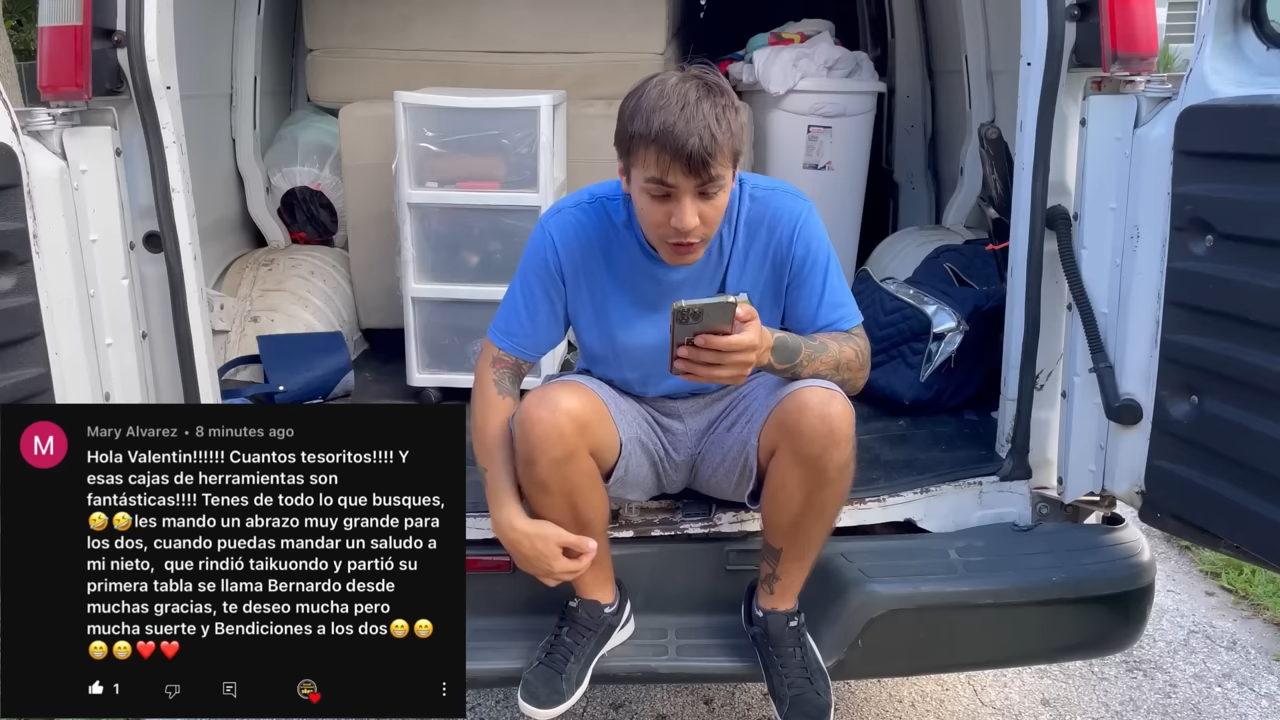 Mary Alvarez • 8 minutes ago
M
Hola Valentin!!!!!! Cuantos tesoritos!!!! Y
esas cajas de herramientas son
fantásticas!!!! Tenes de todo lo que busques,
🤣🤣les mando un abrazo muy grande para
los dos, cuando puedas mandar un saludo a
mi nieto,  que rindió taikuondo y partió su
primera tabla se llama Bernardo desde
muchas gracias, te deseo mucha pero
mucha suerte y Bendiciones a los dos😁😁
😁😁❤️❤️
1